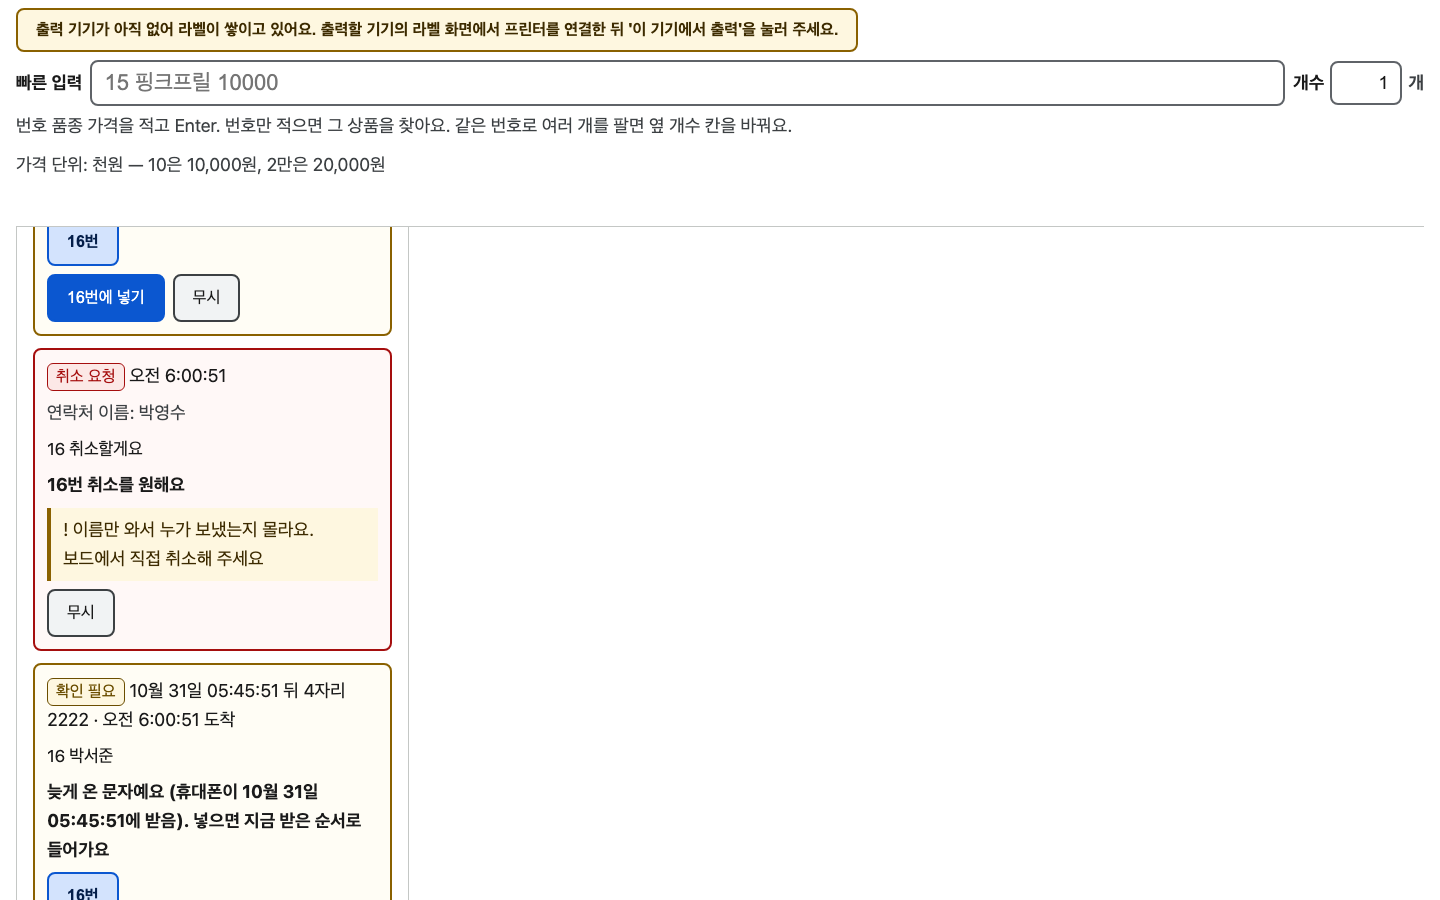 출력 기기가 아직 없어 라벨이 쌓이고 있어요. 출력할 기기의 라벨 화면에서 프린터를 연결한 뒤 '이 기기에서 출력'을 눌러 주세요.
빠른 입력 15 핑크프릴 10000 개수 1 개
번호 품종 가격을 적고 Enter. 번호만 적으면 그 상품을 찾아요. 같은 번호로 여러 개를 팔면 옆 개수 칸을 바꿔요.
가격 단위: 천원 — 10은 10,000원, 2만은 20,000원
16번
16번에 넣기 무시
취소 요청 오전 6:00:51
연락처 이름: 박영수
16 취소할게요
16번 취소를 원해요
! 이름만 와서 누가 보냈는지 몰라요.
보드에서 직접 취소해 주세요
무시
확인 필요 10월 31일 05:45:51 뒤 4자리
2222 · 오전 6:00:51 도착
16 박서준
늦게 온 문자예요 (휴대폰이 10월 31일
05:45:51에 받음). 넣으면 지금 받은 순서로
들어가요
16번